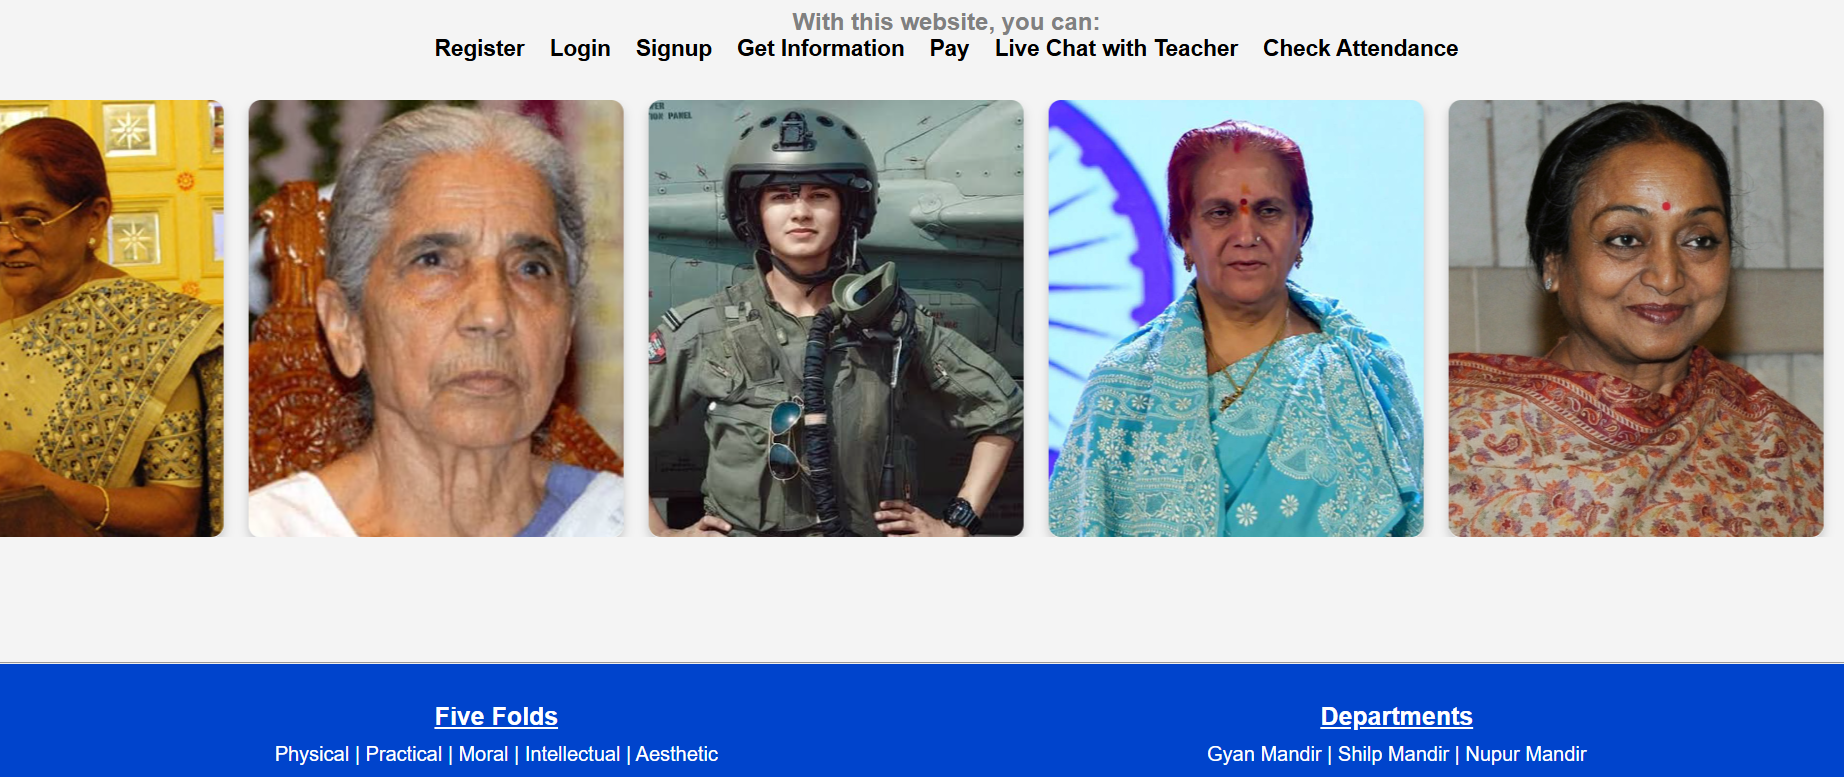 With this website, you can:
Register Login Signup Get Information Pay Live Chat with Teacher Check Attendance
PANEL
Five Folds
Physical | Practical | Moral | Intellectual | Aesthetic
Departments
Gyan Mandir | Shilp Mandir | Nupur Mandir